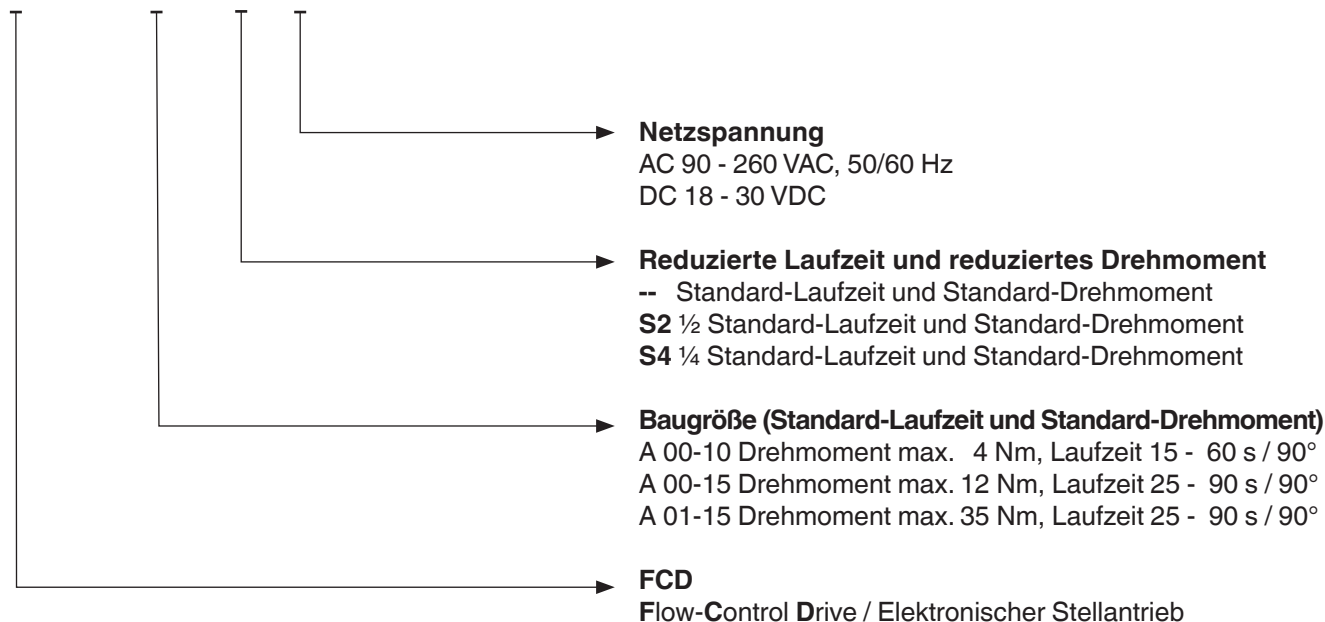 Netzspannung
AC 90 - 260 VAC, 50/60 Hz
DC 18 - 30 VDC
Reduzierte Laufzeit und reduziertes Drehmoment
-- Standard-Laufzeit und Standard-Drehmoment
S2 ½ Standard-Laufzeit und Standard-Drehmoment
S4 ¼ Standard-Laufzeit und Standard-Drehmoment
Baugröße (Standard-Laufzeit und Standard-Drehmoment)
A 00-10 Drehmoment max. 4 Nm, Laufzeit 15 - 60 s / 90°
A 00-15 Drehmoment max. 12 Nm, Laufzeit 25 - 90 s / 90°
A 01-15 Drehmoment max. 35 Nm, Laufzeit 25 - 90 s / 90°
FCD
Flow-Control Drive / Elektronischer Stellantrieb